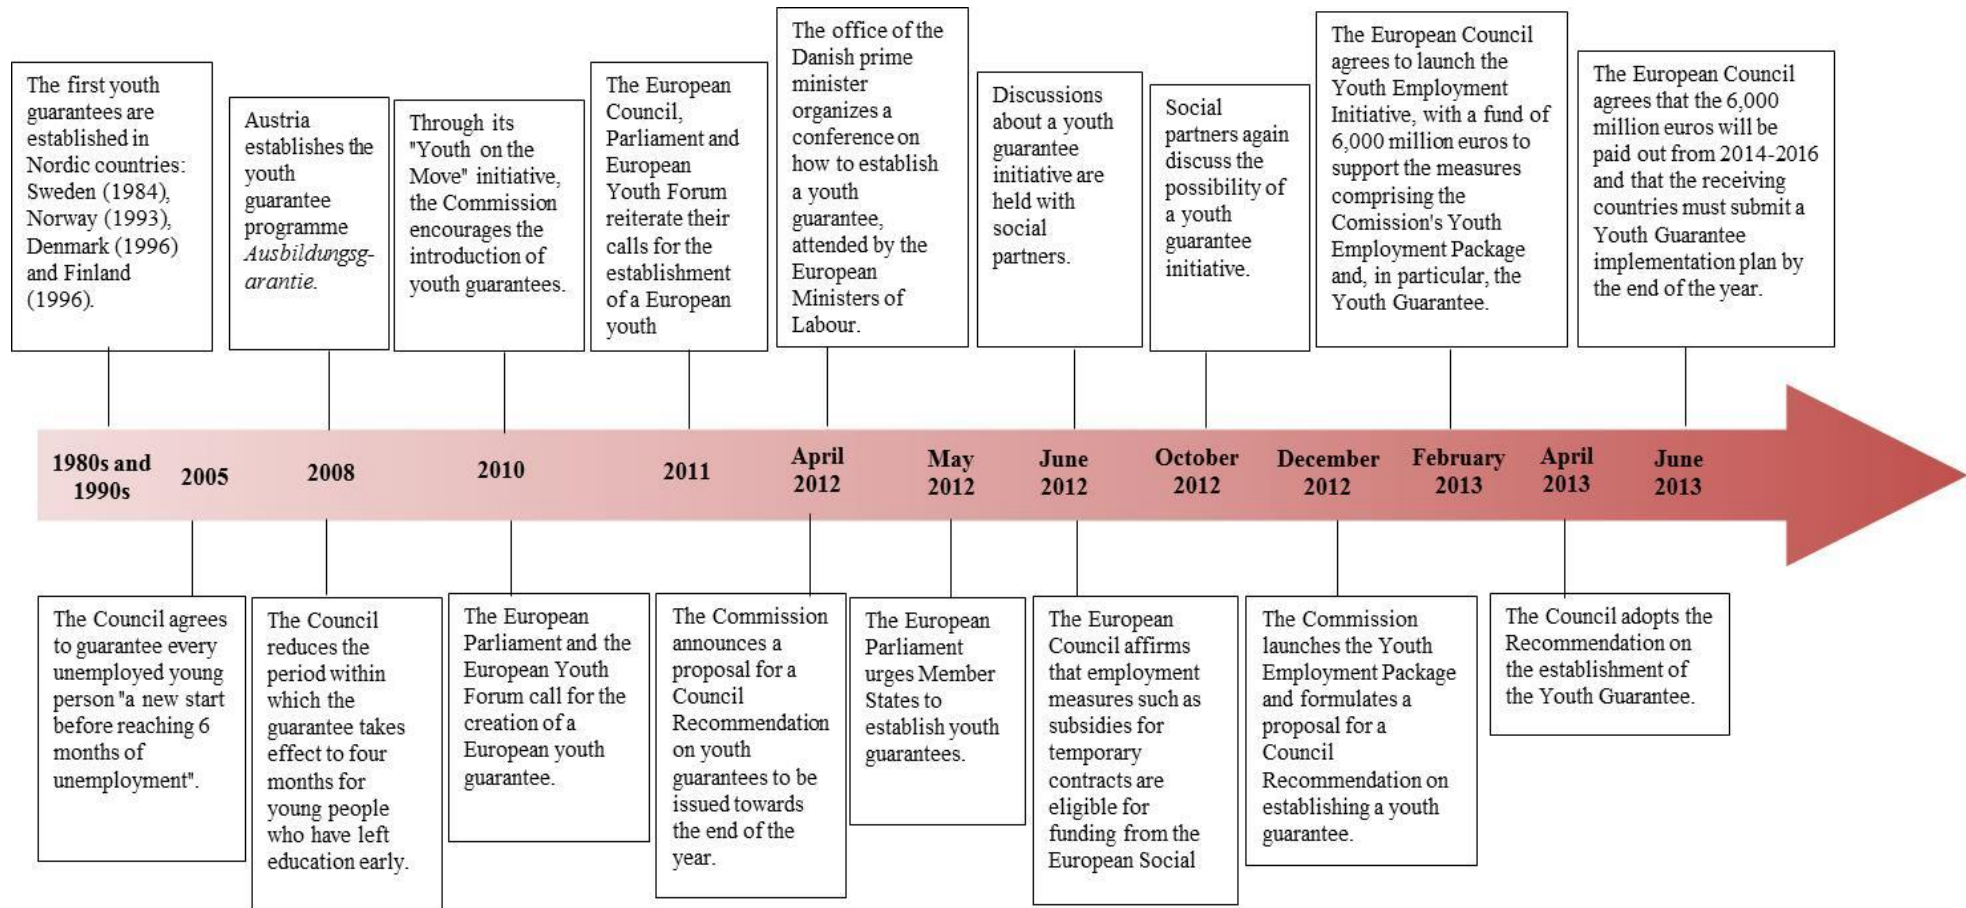 The first youth
guarantees are
established in
Nordic countries:
Sweden (1984),
Norway (1993),
Denmark (1996)
and Finland
(1996).
Austria
establishes the
youth
guarantee
programme
Ausbildungsg-
arantie.
Through its
"Youth on the
Move" initiative,
the Commission
encourages the
introduction of
youth guarantees.
The European
Council,
Parliament and
European
Youth Forum
reiterate their
calls for the
establishment
of a European
youth
The office of the
Danish prime
minister
organizes a
conference on
how to establish
a youth
guarantee,
attended by the
European
Ministers of
Labour.
Discussions
about a youth
guarantee
initiative are
held with
social
partners.
Social
partners again
discuss the
possibility of
a youth
guarantee
initiative.
The European Council
agrees to launch the
Youth Employment
Initiative, with a fund of
6,000 million euros to
support the measures
comprising the
Comission's Youth
Employment Package
and, in particular, the
Youth Guarantee.
The European Council
agrees that the 6,000
million euros will be
paid out from 2014-2016
and that the receiving
countries must submit a
Youth Guarantee
implementation plan by
the end of the year.
1980s and
1990s
2005
2008
2010
2011
April
2012
May
2012
June
2012
October
2012
December
2012
February
2013
April
2013
June
2013
The Council agrees
to guarantee every
unemployed young
person "a new start
before reaching 6
months of
unemployment".
The Council
reduces the
period within
which the
guarantee takes
effect to four
months for
young people
who have left
education early.
The European
Parliament and the
European Youth
Forum call for the
creation of a
European youth
guarantee.
The Commission
announces a
proposal for a
Council
Recommendation
on youth
guarantees to be
issued towards
the end of the
year.
The European
Parliament
urges Member
States to
establish youth
guarantees.
The European
Council affirms
that employment
measures such as
subsidies for
temporary
contracts are
eligible for
funding from the
European Social
The Commission
launches the Youth
Employment Package
and formulates a
proposal for a
Council
Recommendation on
establishing a youth
guarantee.
The Council adopts the
Recommendation on
the establishment of
the Youth Guarantee.